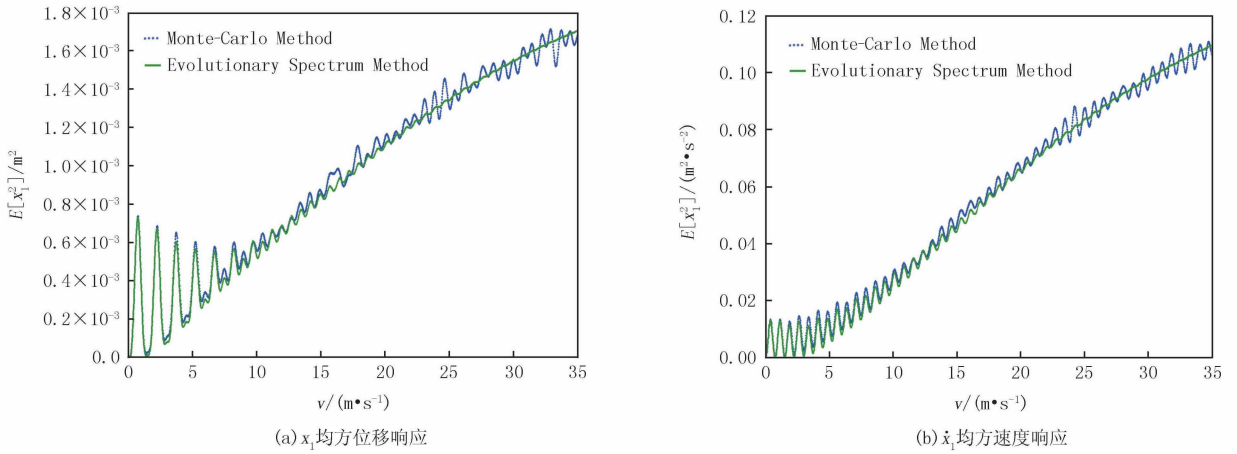 1.8×10⁻³
1.6×10⁻³
1.4×10⁻³
1.2×10⁻³
1.0×10⁻³
0.8×10⁻³
0.6×10⁻³
0.4×10⁻³
0.2×10⁻³
0.0
E[x₁²]/m²
Monte-Carlo Method
Evolutionary Spectrum Method
0 5 10 15 20 25 30 35
v/(m•s⁻¹)
(a) x₁均方位移响应
0.12
0.10
0.08
0.06
0.04
0.02
0.00
E[ẋ₁²]/(m²•s⁻²)
Monte-Carlo Method
Evolutionary Spectrum Method
0 5 10 15 20 25 30 35
v/(m•s⁻¹)
(b) ẋ₁均方速度响应